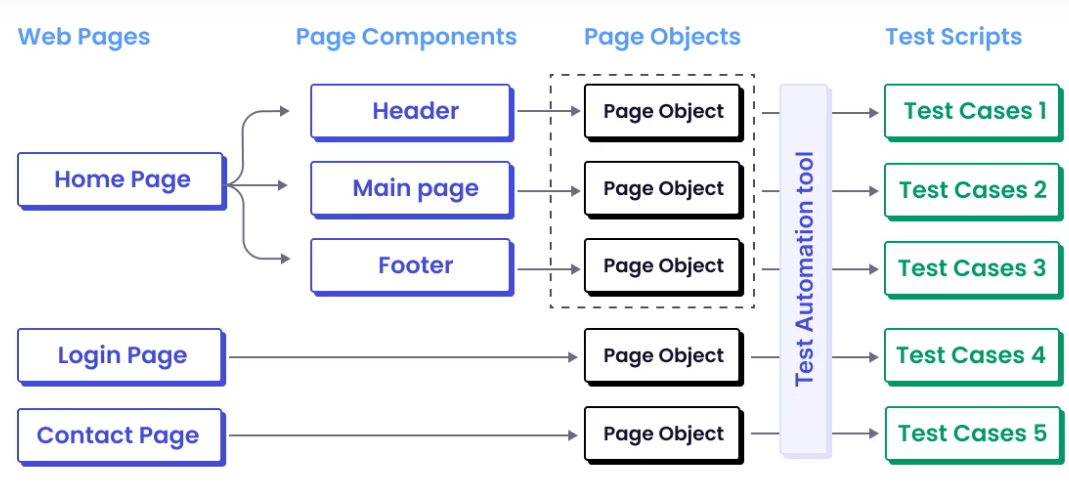 Web Pages
Page Components
Page Objects
Test Scripts
Header
Page Object
Test Cases 1
Home Page
Main page
Page Object
Test Cases 2
Footer
Page Object
Test Cases 3
Test Automation tool
Login Page
Page Object
Test Cases 4
Contact Page
Page Object
Test Cases 5